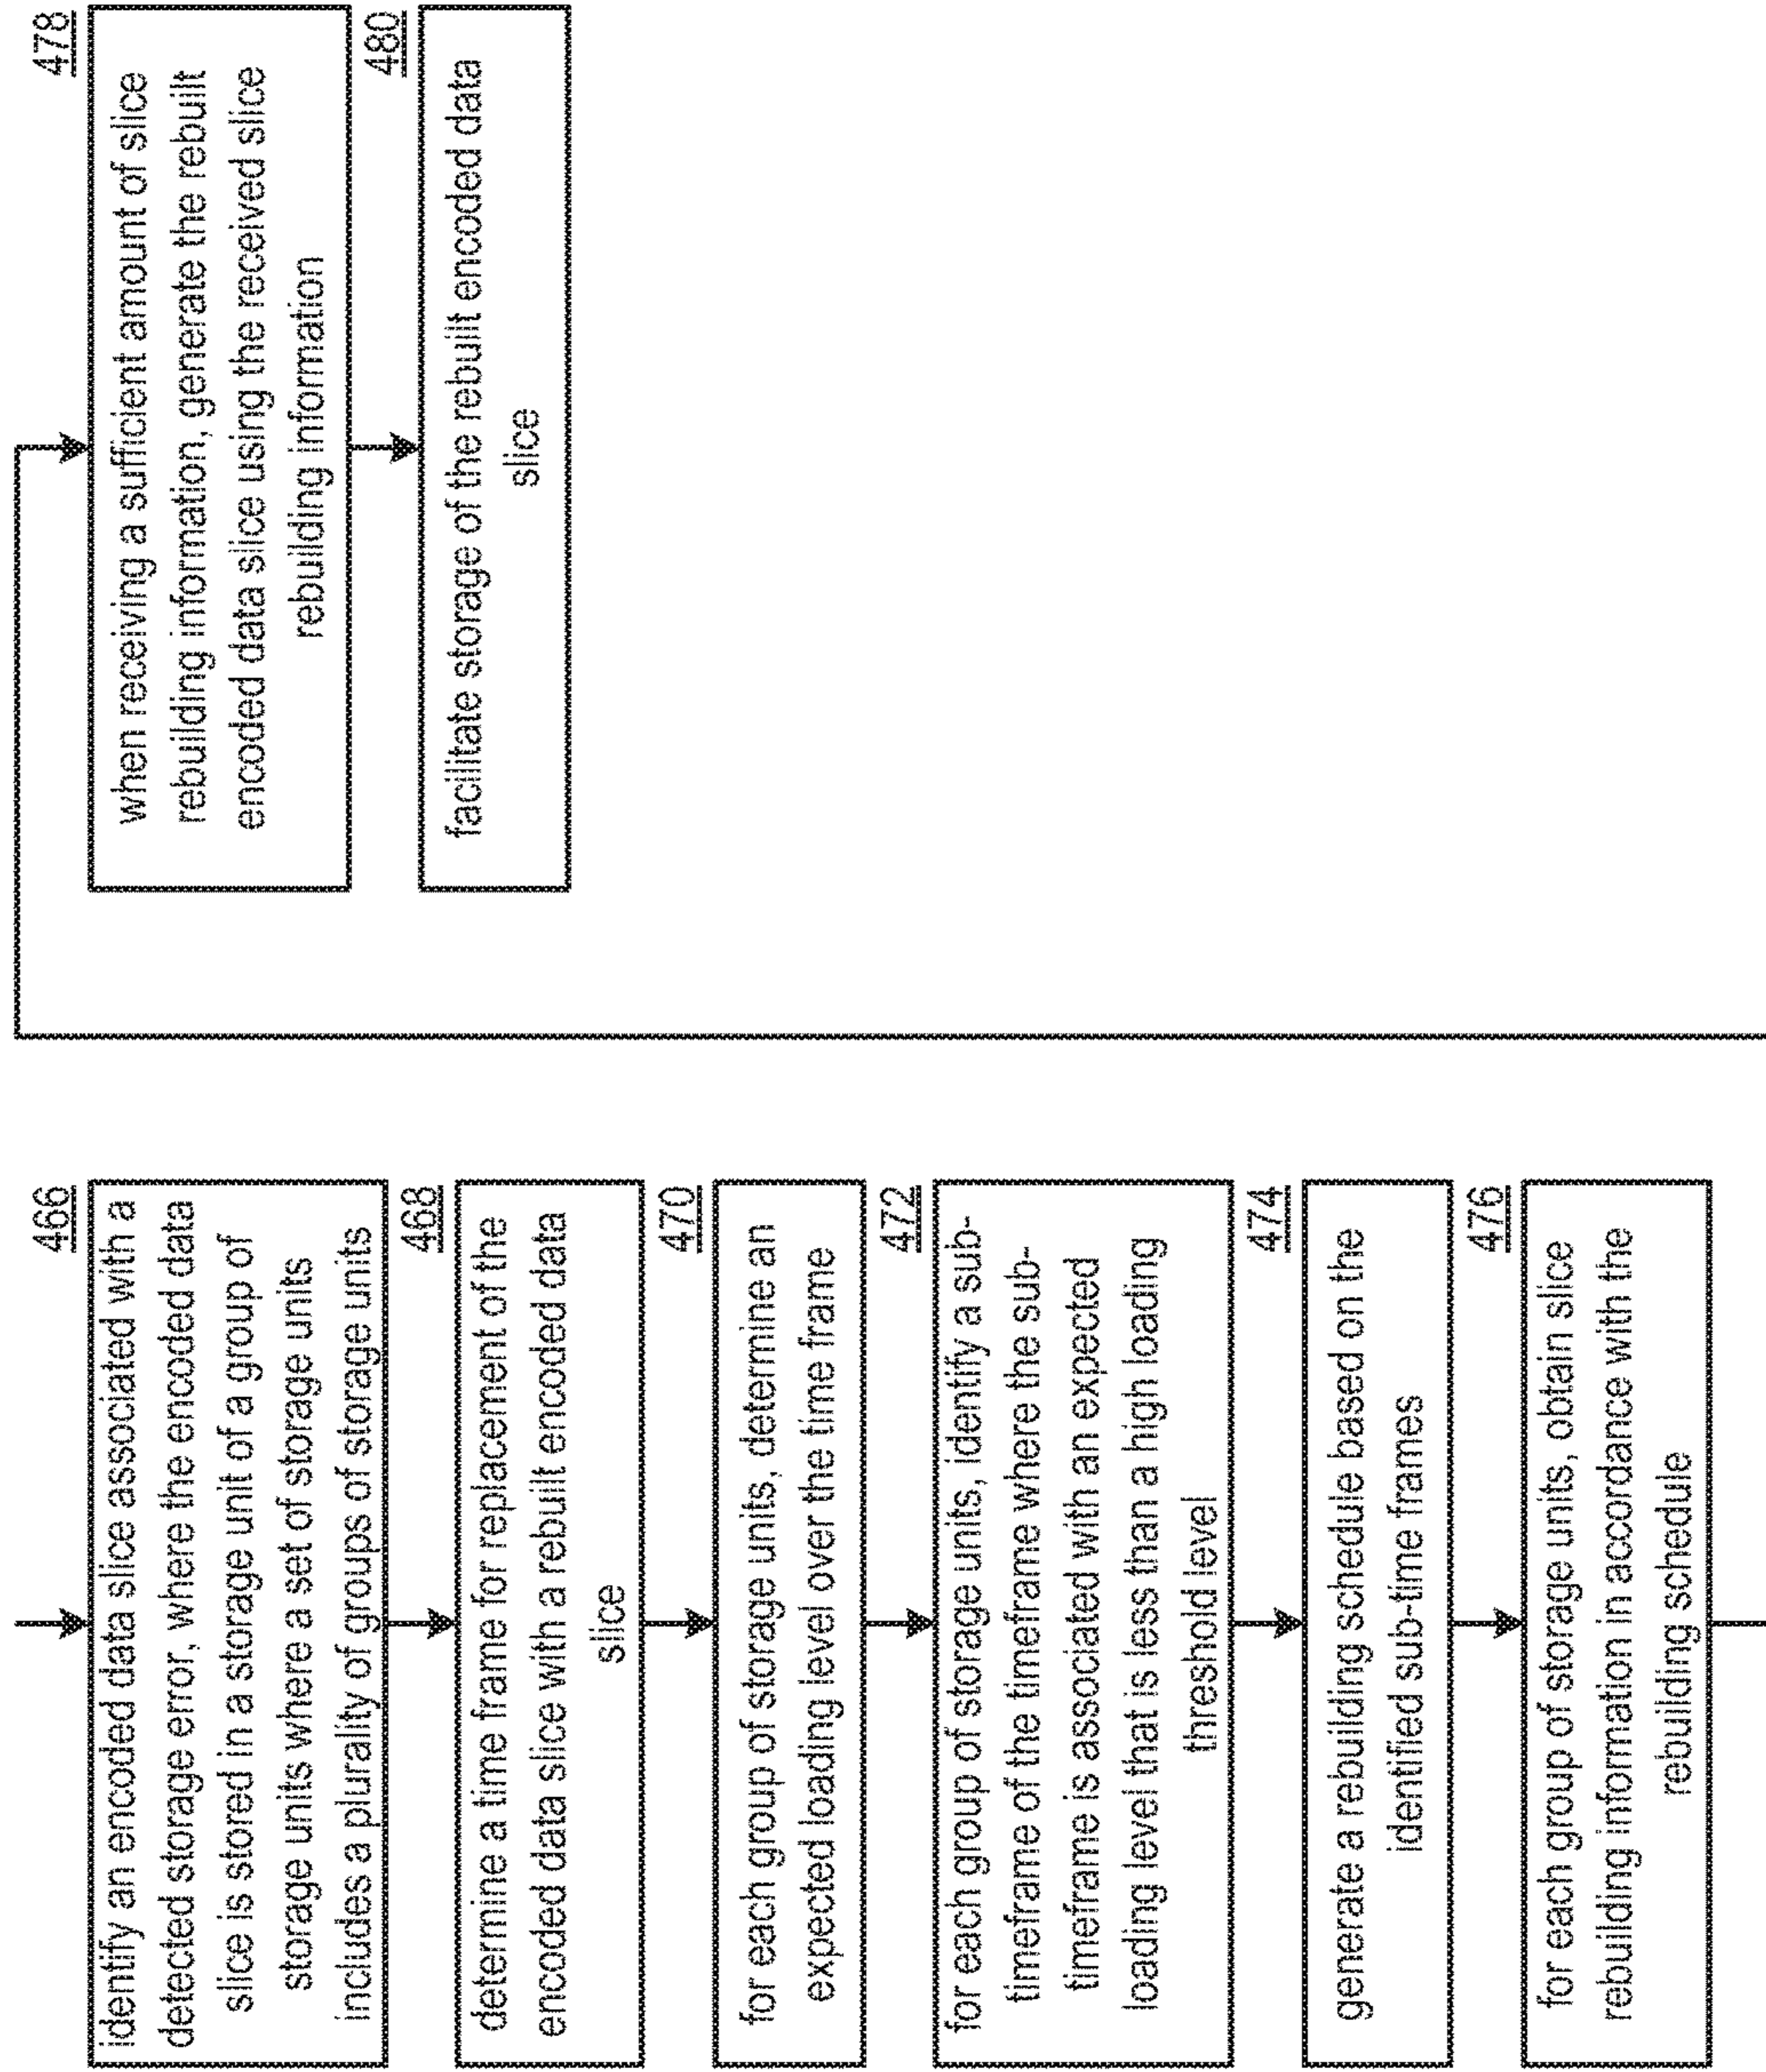 466
identify an encoded data slice associated with a
detected storage error, where the encoded data
slice is stored in a storage unit of a group of
storage units where a set of storage units
includes a plurality of groups of storage units
468
determine a time frame for replacement of the
encoded data slice with a rebuilt encoded data
slice
470
for each group of storage units, determine an
expected loading level over the time frame
472
for each group of storage units, identify a sub-
timeframe of the timeframe where the sub-
timeframe is associated with an expected
loading level that is less than a high loading
threshold level
474
generate a rebuilding schedule based on the
identified sub-time frames
476
for each group of storage units, obtain slice
rebuilding information in accordance with the
rebuilding schedule
478
when receiving a sufficient amount of slice
rebuilding information, generate the rebuilt
encoded data slice using the received slice
rebuilding information
480
facilitate storage of the rebuilt encoded data
slice